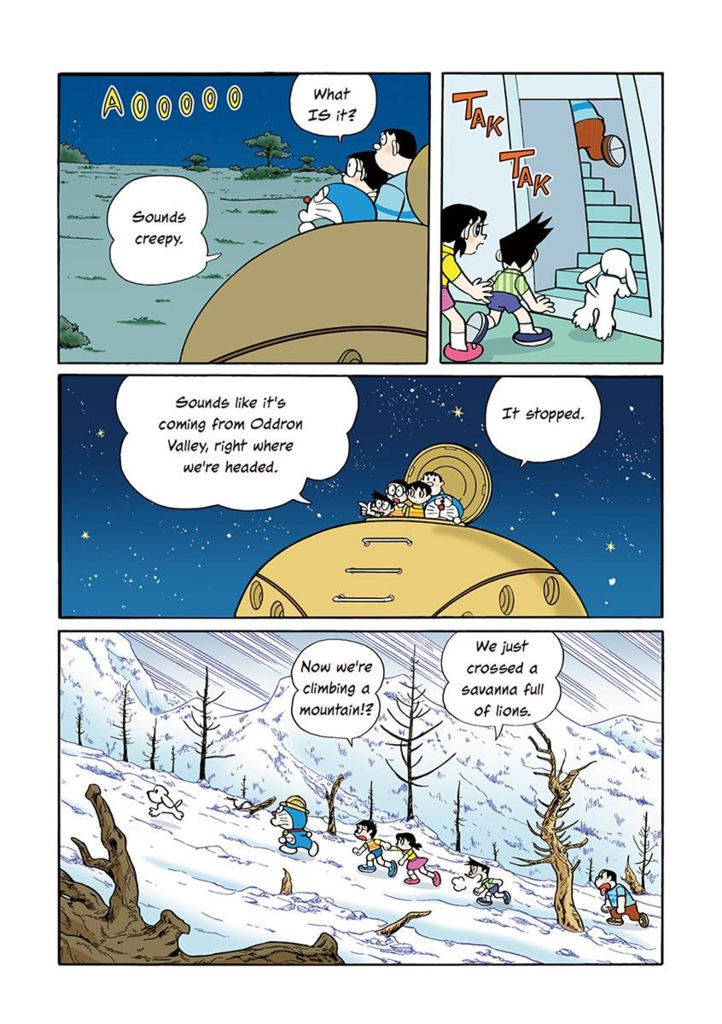 AOOOOO
What
IS it?
Sounds
creepy.
TAK
TAK
Sounds like it's
coming from Oddron
Valley, right where
we're headed.
It stopped.
Now we're
climbing a
mountain!?
We just
crossed a
savanna full
of lions.